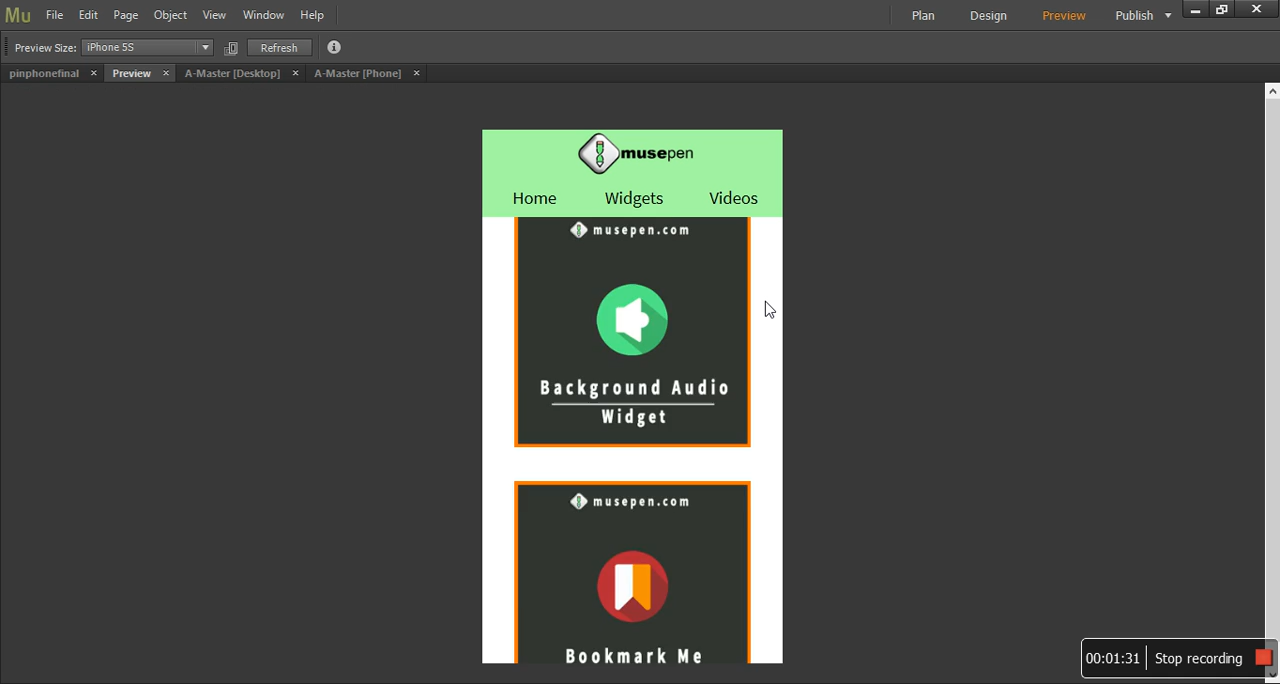 Mu File Edit Page Object View Window Help Plan Design Preview Publish
Preview Size: iPhone 5S Refresh
pinphonefinal Preview A-Master [Desktop] A-Master [Phone]
musepen
Home Widgets Videos
musepen.com
Background Audio
Widget
musepen.com
Bookmark Me
00:01:31 Stop recording